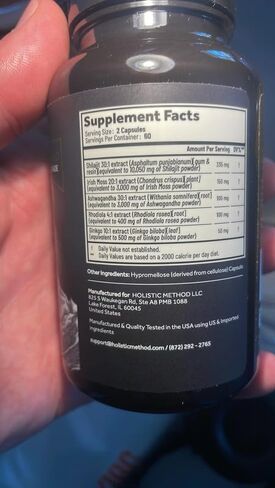 Supplement Facts
Serving Size: 2 Capsules
Servings Per Container: 60
Amount Per Serving DV%**
Shilajit 30:1 extract (Asphaltum punjabianum)(gum & 335 mg †
resin)(equivalent to 10,050 mg of Shilajit powder)
Irish Moss 20:1 extract (Chondrus crispus)(plant) 150 mg †
(equivalent to 3,000 mg of Irish Moss powder)
Ashwagandha 30:1 extract (Withania somnifera)(root) 100 mg †
(equivalent to 3,000 mg of Ashwagandha powder)
Rhodiola 4:1 extract (Rhodiola rosea)(root) 100 mg †
(equivalent to 400 mg of Rhodiola rosea powder)
Ginkgo 10:1 extract (Ginkgo biloba)(leaf) 50 mg †
(equivalent to 500 mg of Ginkgo biloba powder)
Daily Value not established.
** Daily Values are based on a 2000 calorie per day diet.
Other Ingredients: Hypromellose (derived from cellulose) Capsule
Manufactured for HOLISTIC METHOD LLC
825 S Waukegan Rd, Ste A8 PMB 1088
Lake Forest, IL 60045
United States
Manufactured & Quality Tested in the USA using US & Imported
Ingredients
support@holisticmethod.com / (872) 292 - 2765